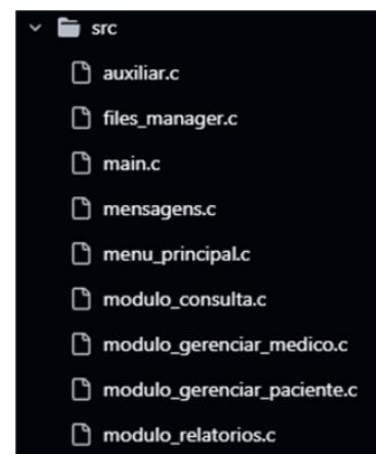 src
auxiliar.c
files_manager.c
main.c
mensagens.c
menu_principal.c
modulo_consulta.c
modulo_gerenciar_medico.c
modulo_gerenciar_paciente.c
modulo_relatorios.c